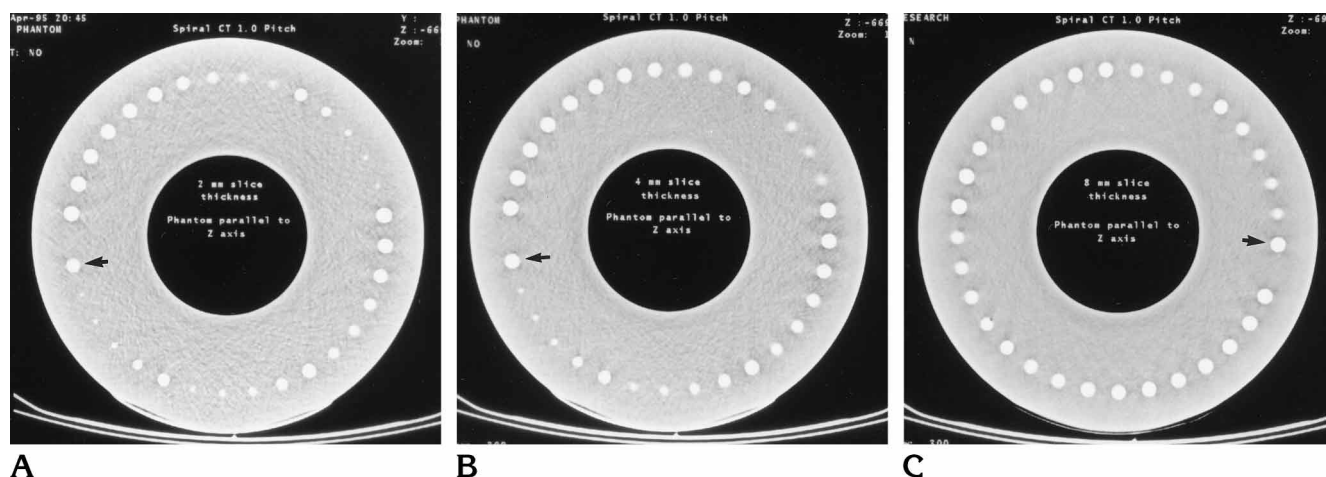 Apr-95 20:45
PHANTOM
T: NO
Spiral CT 1.0 Pitch
Y :
Z :-66
Zoom:
2 mm slice
thickness
Phantom parallel to
Z axis
A
PHANTOM
NO
Spiral CT 1.0 Pitch
Z :-669
Zoom: 1
4 mm slice
thickness
Phantom parallel to
Z axis
B
ESEARCH
N
Spiral CT 1.0 Pitch
Z :-69
Zoom:
8 mm slice
thickness
Phantom parallel to
Z axis
300
C